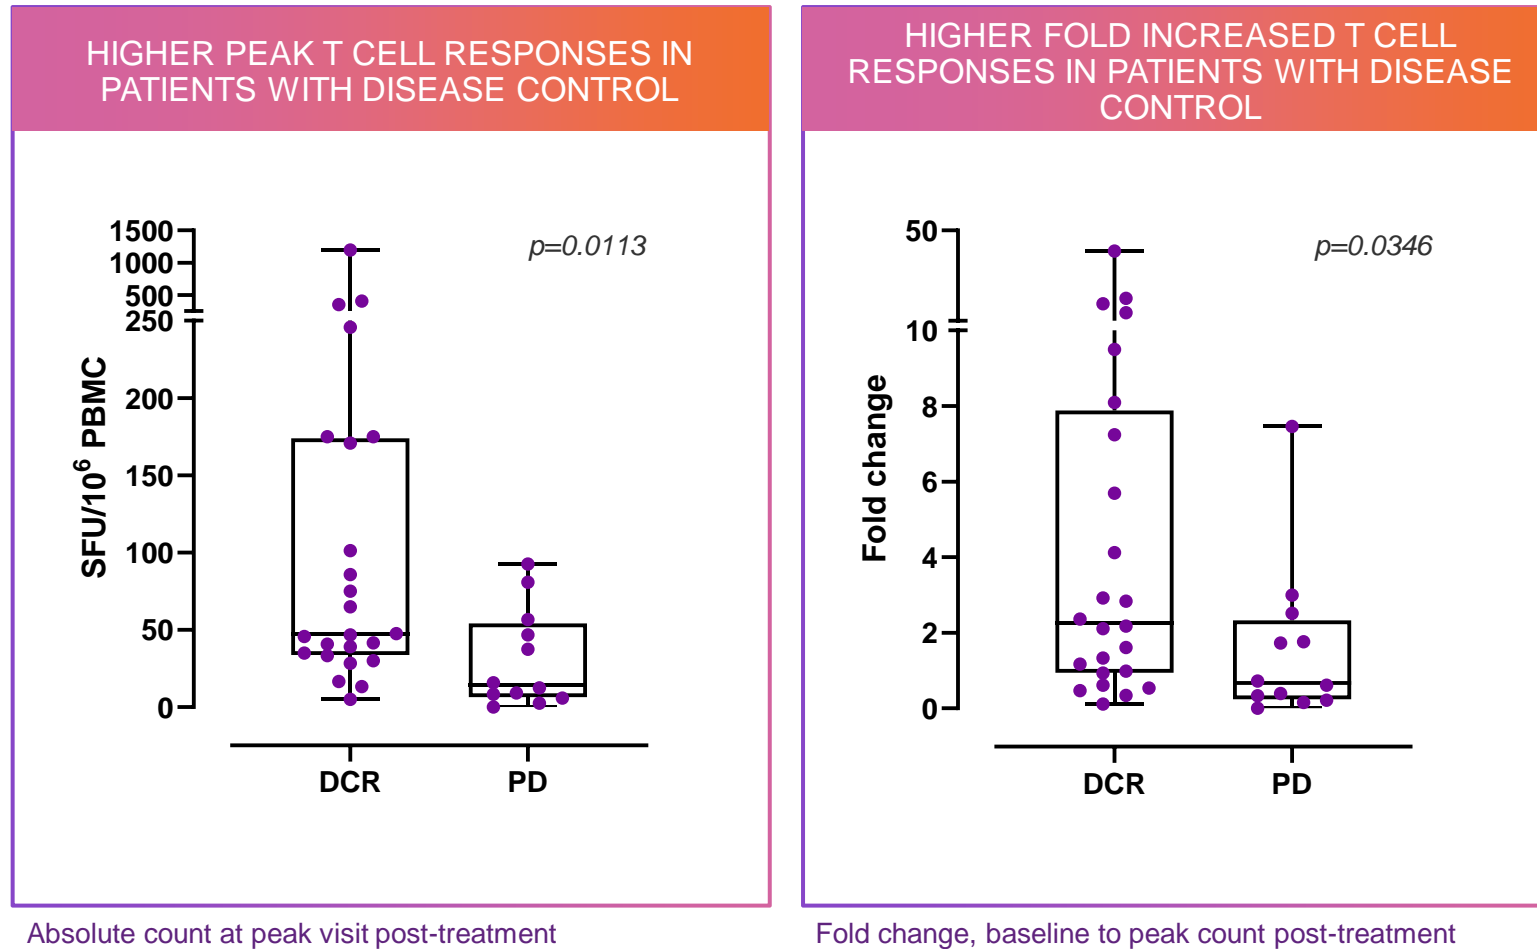 HIGHER PEAK T CELL RESPONSES IN
PATIENTS WITH DISEASE CONTROL
1500
1000
500
250
200
150
100
50
0
SFU/10⁶ PBMC
p=0.0113
DCR
PD
Absolute count at peak visit post-treatment
HIGHER FOLD INCREASED T CELL
RESPONSES IN PATIENTS WITH DISEASE
CONTROL
50
10
8
6
4
2
0
Fold change
p=0.0346
DCR
PD
Fold change, baseline to peak count post-treatment